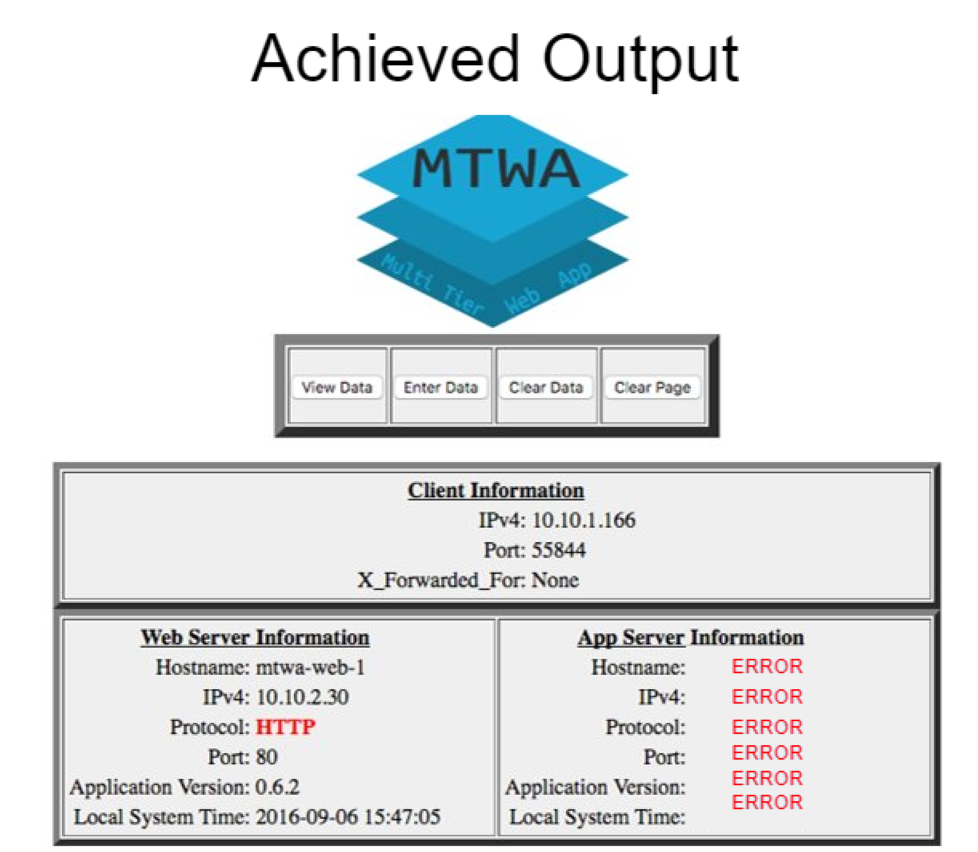 Achieved Output
MTWA
Multi Tier Web App
View Data Enter Data Clear Data Clear Page
Client Information
IPv4: 10.10.1.166
Port: 55844
X_Forwarded_For: None
Web Server Information
Hostname: mtwa-web-1
IPv4: 10.10.2.30
Protocol: HTTP
Port: 80
Application Version: 0.6.2
Local System Time: 2016-09-06 15:47:05
App Server Information
Hostname: ERROR
IPv4: ERROR
Protocol: ERROR
Port: ERROR
Application Version: ERROR
Local System Time: ERROR